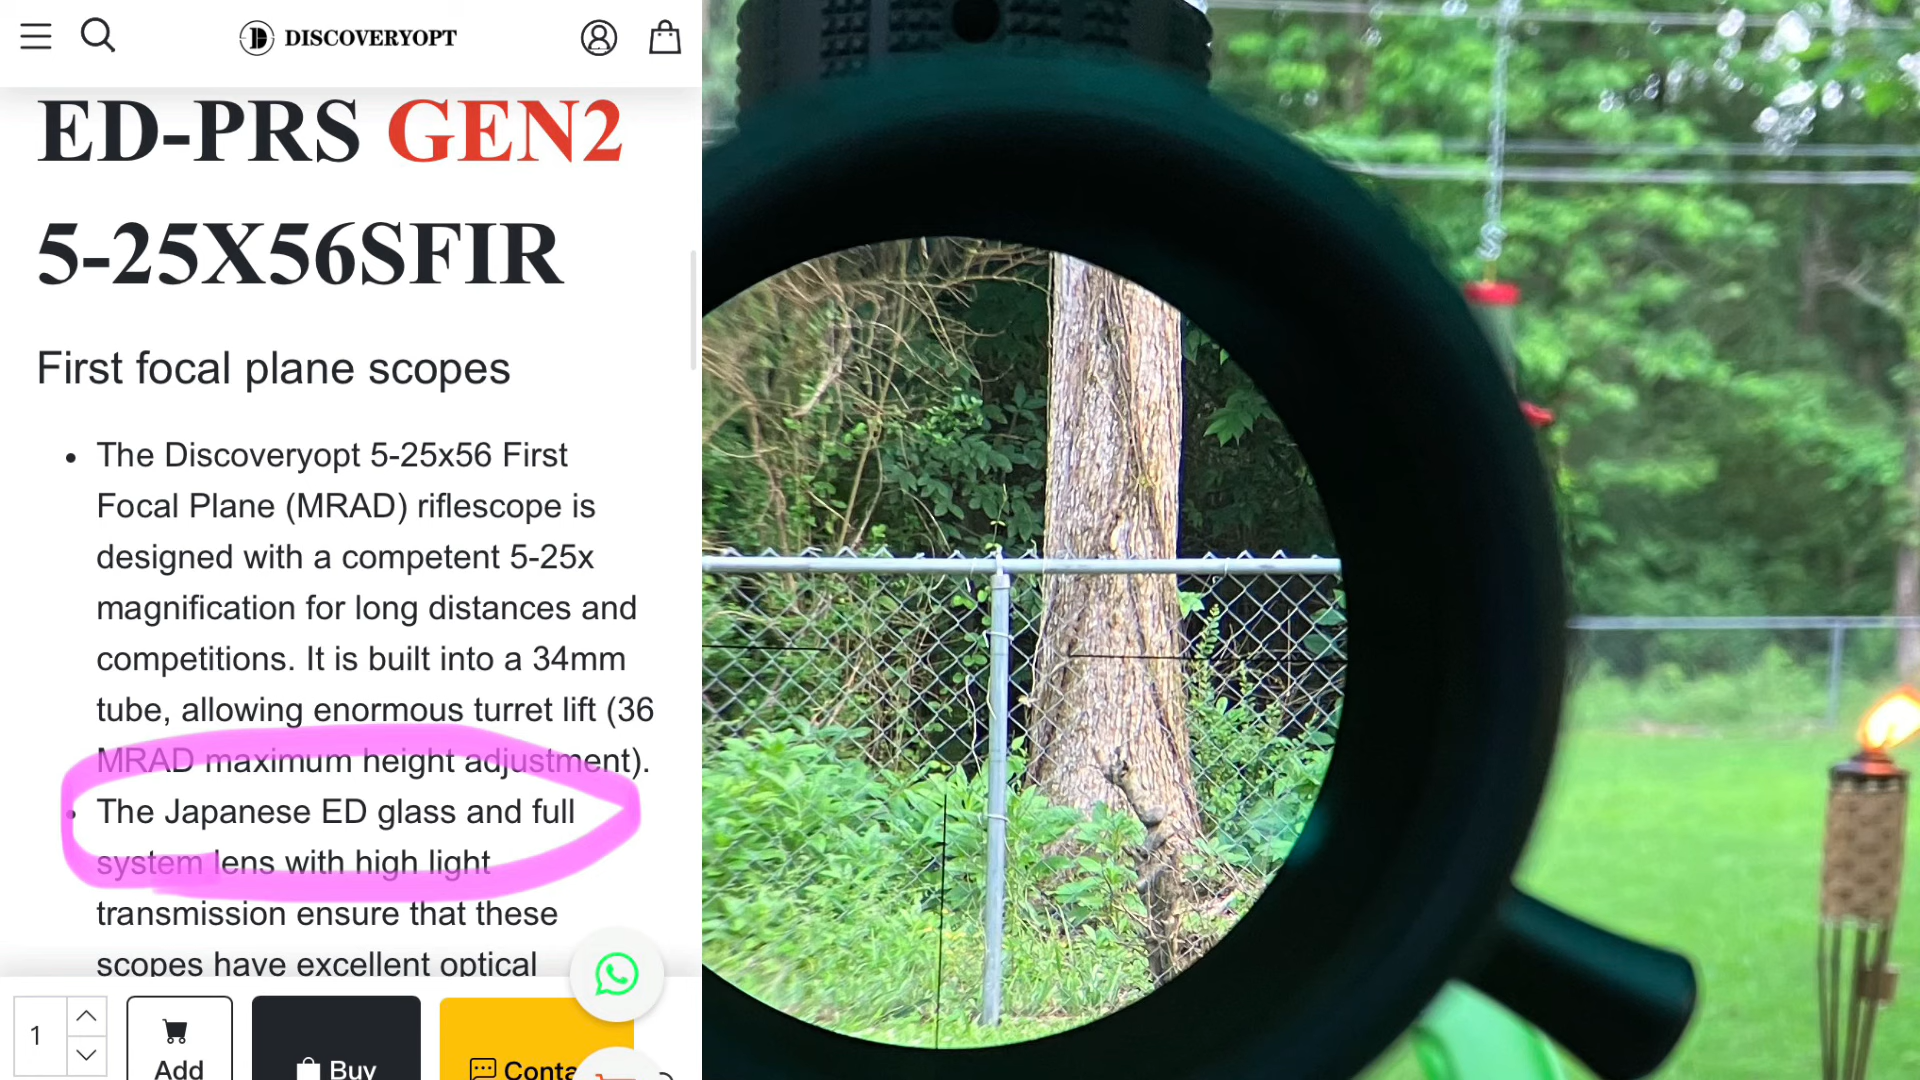 DISCOVERYOPT
ED-PRS GEN2
5-25X56SFIR
First focal plane scopes
• The Discoveryopt 5-25x56 First
Focal Plane (MRAD) riflescope is
designed with a competent 5-25x
magnification for long distances and
competitions. It is built into a 34mm
tube, allowing enormous turret lift (36
MRAD maximum height adjustment).
• The Japanese ED glass and full
system lens with high light
transmission ensure that these
scopes have excellent optical
1
Add
Buy